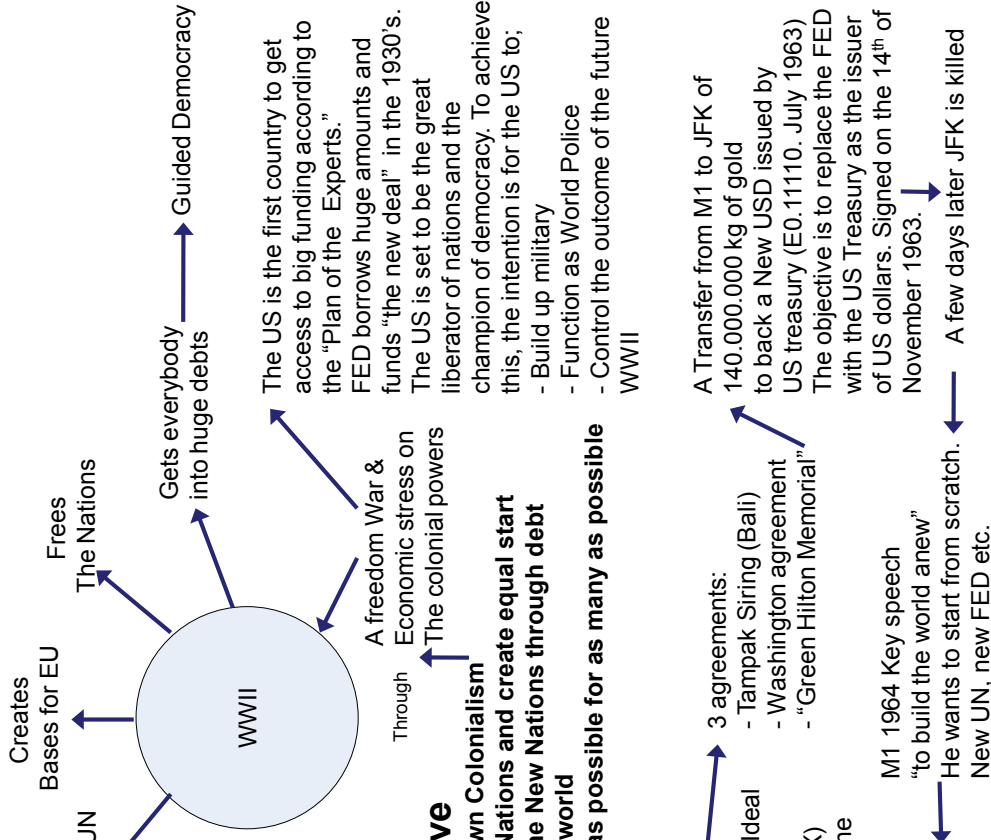 UN
Creates
Bases for EU
Frees
The Nations
WWII
Gets everybody
into huge debts
Guided Democracy
The US is the first country to get
access to big funding according to
the “Plan of the Experts.”
FED borrows huge amounts and
funds “the new deal” in the 1930’s.
The US is set to be the great
liberator of nations and the
champion of democracy. To achieve
this, the intention is for the US to;
- Build up military
- Function as World Police
- Control the outcome of the future
WWII
A freedom War &
Economic stress on
The colonial powers
Through
ve
wn Colonialism
Nations and create equal start
ne New Nations through debt
world
as possible for as many as possible
Ideal
3 agreements:
- Tampak Siring (Bali)
- Washington agreement
- “Green Hilton Memorial”
A Transfer from M1 to JFK of
140.000.000 kg of gold
to back a New USD issued by
US treasury (E0.11110. July 1963)
The objective is to replace the FED
with the US Treasury as the issuer
of US dollars. Signed on the 14th of
November 1963.
A few days later JFK is killed
M1 1964 Key speech
“to build the world anew”
He wants to start from scratch.
New UN, new FED etc.